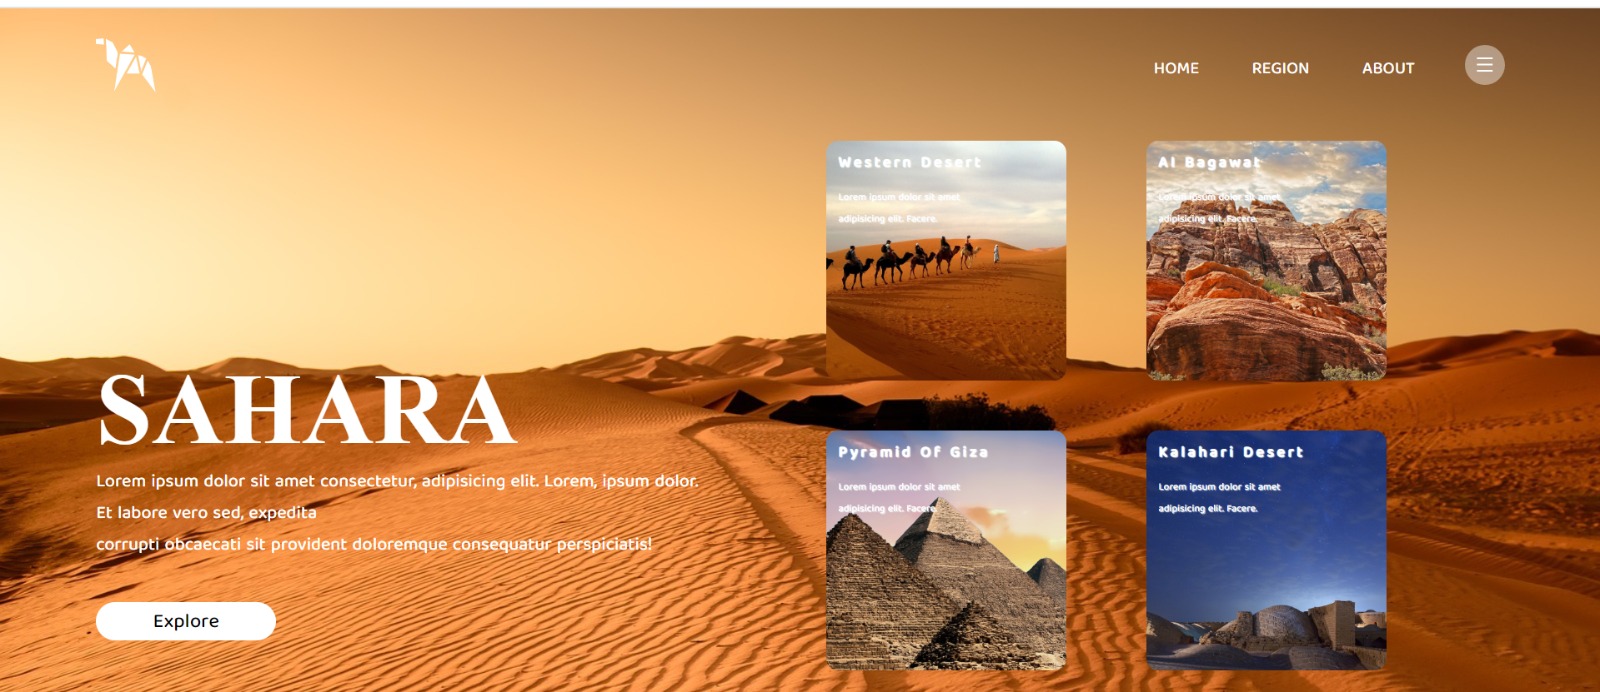 HOME REGION ABOUT
Western Desert
Lorem ipsum dolor sit amet
adipisicing elit. Facere.
Al Bagawat
Lorem ipsum dolor sit amet
adipisicing elit. Facere.
SAHARA
Lorem ipsum dolor sit amet consectetur, adipisicing elit. Lorem, ipsum dolor.
Et labore vero sed, expedita
corrupti obcaecati sit provident doloremque consequatur perspiciatis!
Explore
Pyramid Of Giza
Lorem ipsum dolor sit amet
adipisicing elit. Facere.
Kalahari Desert
Lorem ipsum dolor sit amet
adipisicing elit. Facere.